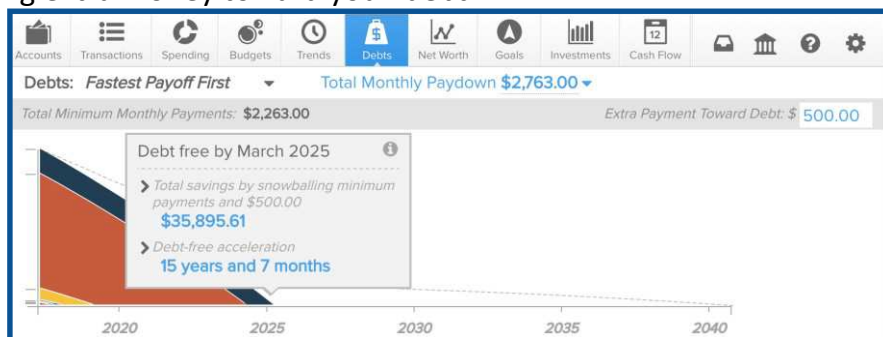 Accounts Transactions Spending Budgets Trends Debts Net Worth Goals Investments 12 Cash Flow
Debts: Fastest Payoff First Total Monthly Paydown $2,763.00
Total Minimum Monthly Payments: $2,263.00 Extra Payment Toward Debt: $ 500.00
Debt free by March 2025
Total savings by snowballing minimum
payments and $500.00
$35,895.61
Debt-free acceleration
15 years and 7 months
2020 2025 2030 2035 2040